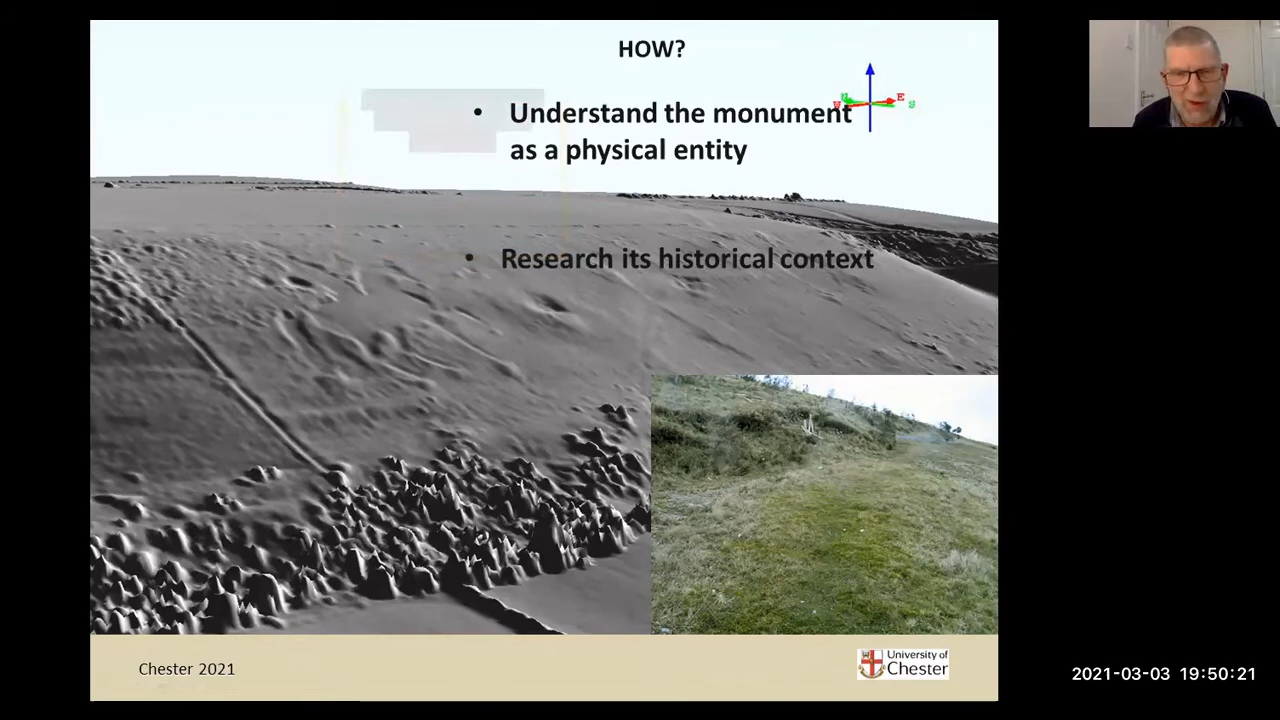 HOW?
• Understand the monument
as a physical entity
N
W
E
S
• Research its historical context
Chester 2021
University of
Chester
2021-03-03 19:50:21